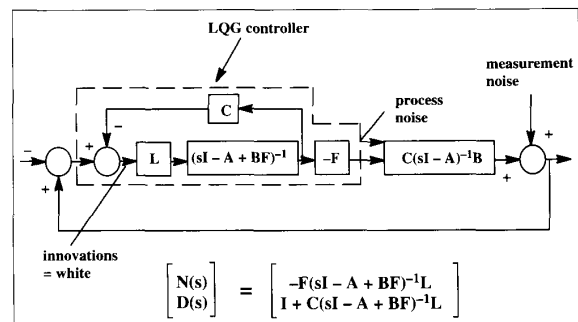 LQG controller
measurement
noise
process
noise
C
−
−
+
+
L
(sI − A + BF)⁻¹
−F
C(sI − A)⁻¹B
+
+
+
innovations
= white
[N(s)
D(s)] = [−F(sI − A + BF)⁻¹L
I + C(sI − A + BF)⁻¹L]